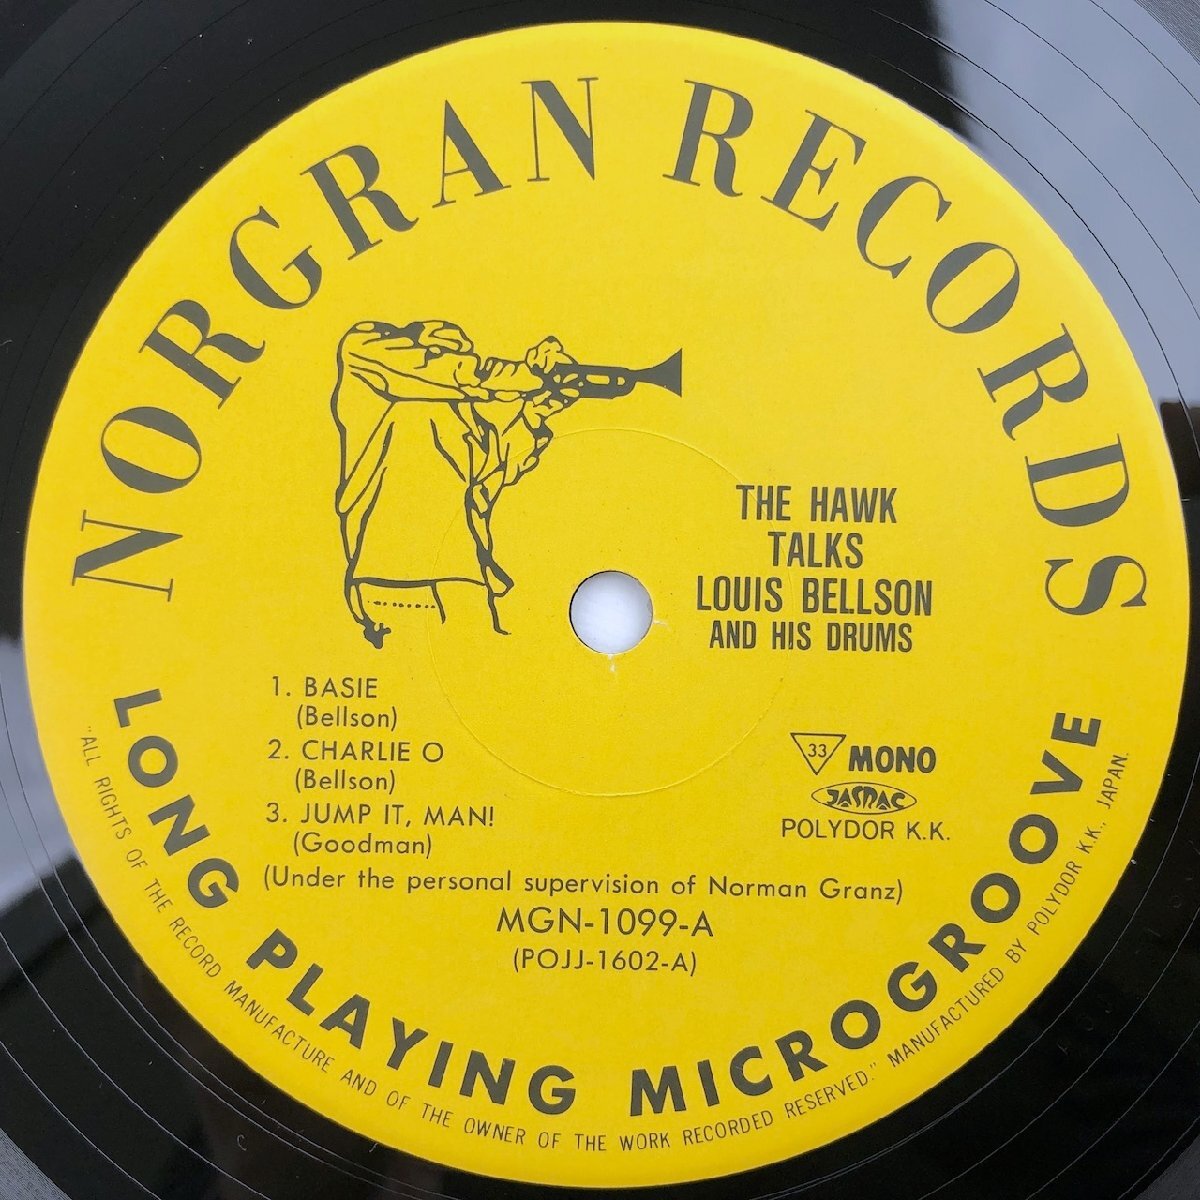 NORGRAN RECORDS
THE HAWK
TALKS
LOUIS BELLSON
AND HIS DRUMS
1. BASIE
(Bellson)
2. CHARLIE O
(Bellson)
3. JUMP IT, MAN!
(Goodman)
(Under the personal supervision of Norman Granz)
MGN-1099-A
(POJJ-1602-A)
33 MONO
JASRAC
POLYDOR K.K.
LONG PLAYING MICROGROOVE
"ALL RIGHTS OF THE RECORD MANUFACTURE AND OF THE OWNER OF THE WORK RECORDED RESERVED." MANUFACTURED BY POLYDOR K.K., JAPAN.